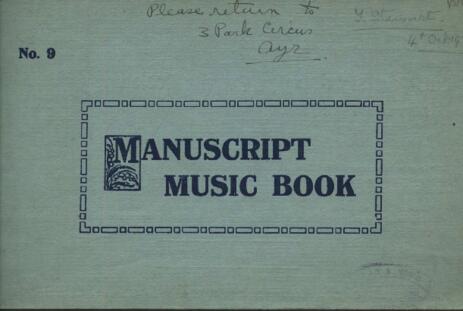 Please return to
3 Park Circus
Ayr
No. 9
MANUSCRIPT
MUSIC BOOK